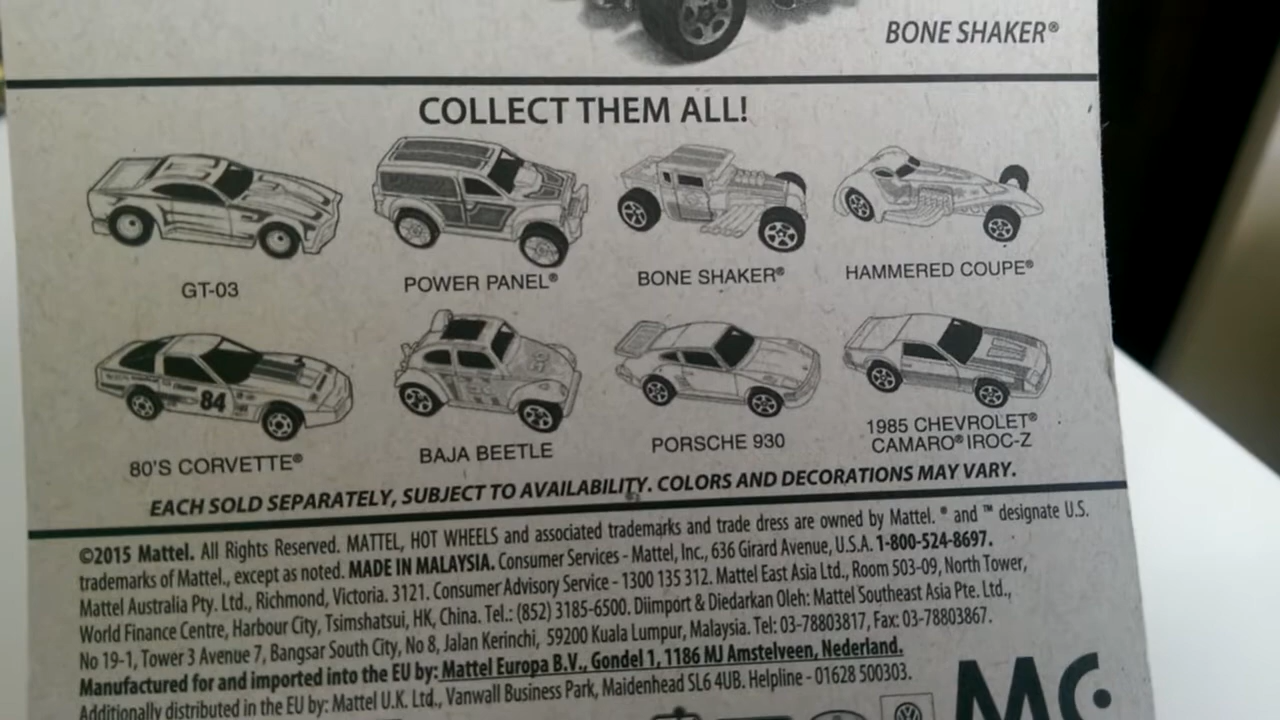 BONE SHAKER®
COLLECT THEM ALL!
GT-03
POWER PANEL®
BONE SHAKER®
HAMMERED COUPE®
84
80'S CORVETTE®
BAJA BEETLE
PORSCHE 930
1985 CHEVROLET®
CAMARO® IROC-Z
EACH SOLD SEPARATELY, SUBJECT TO AVAILABILITY. COLORS AND DECORATIONS MAY VARY.
©2015 Mattel. All Rights Reserved. MATTEL, HOT WHEELS and associated trademarks and trade dress are owned by Mattel. ® and ™ designate U.S.
trademarks of Mattel., except as noted. MADE IN MALAYSIA. Consumer Services - Mattel, Inc., 636 Girard Avenue, U.S.A. 1-800-524-8697.
Mattel Australia Pty. Ltd., Richmond, Victoria. 3121. Consumer Advisory Service - 1300 135 312. Mattel East Asia Ltd., Room 503-09, North Tower,
World Finance Centre, Harbour City, Tsimshatsui, HK, China. Tel.: (852) 3185-6500. Diimport & Diedarkan Oleh: Mattel Southeast Asia Pte. Ltd.,
No 19-1, Tower 3 Avenue 7, Bangsar South City, No 8, Jalan Kerinchi, 59200 Kuala Lumpur, Malaysia. Tel: 03-78803817, Fax: 03-78803867.
Manufactured for and imported into the EU by: Mattel Europa B.V., Gondel 1, 1186 MJ Amstelveen, Nederland.
Additionally distributed in the EU by: Mattel U.K. Ltd., Vanwall Business Park, Maidenhead SL6 4UB. Helpline - 01628 500303.